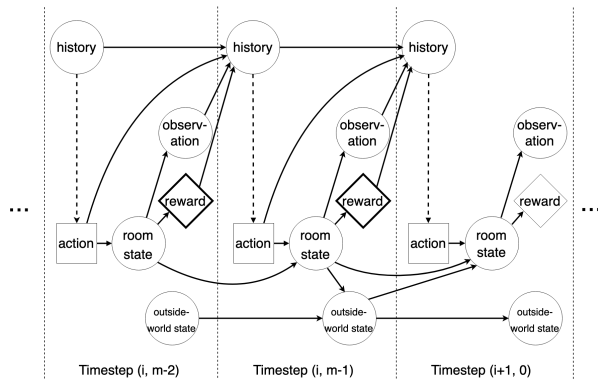 history
history
history
observ-
ation
observ-
ation
observ-
ation
reward
reward
reward
...
...
action
room
state
action
room
state
action
room
state
outside-
world state
outside-
world state
outside-
world state
Timestep (i, m-2)
Timestep (i, m-1)
Timestep (i+1, 0)